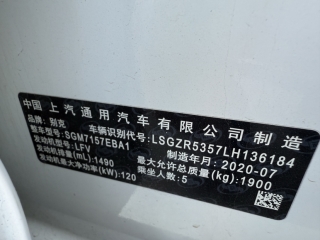 中国 上汽通用汽车有限公司 制造
品牌: 别克 车辆识别代号: LSGZR5357LH136184
整车型号: SGM7157EBA1 制造年月: 2020-07
发动机型号: LFV 最大允许总质量(kg): 1900
发动机排量(mL): 1490 乘坐人数: 5
发动机最大净功率(kW): 120